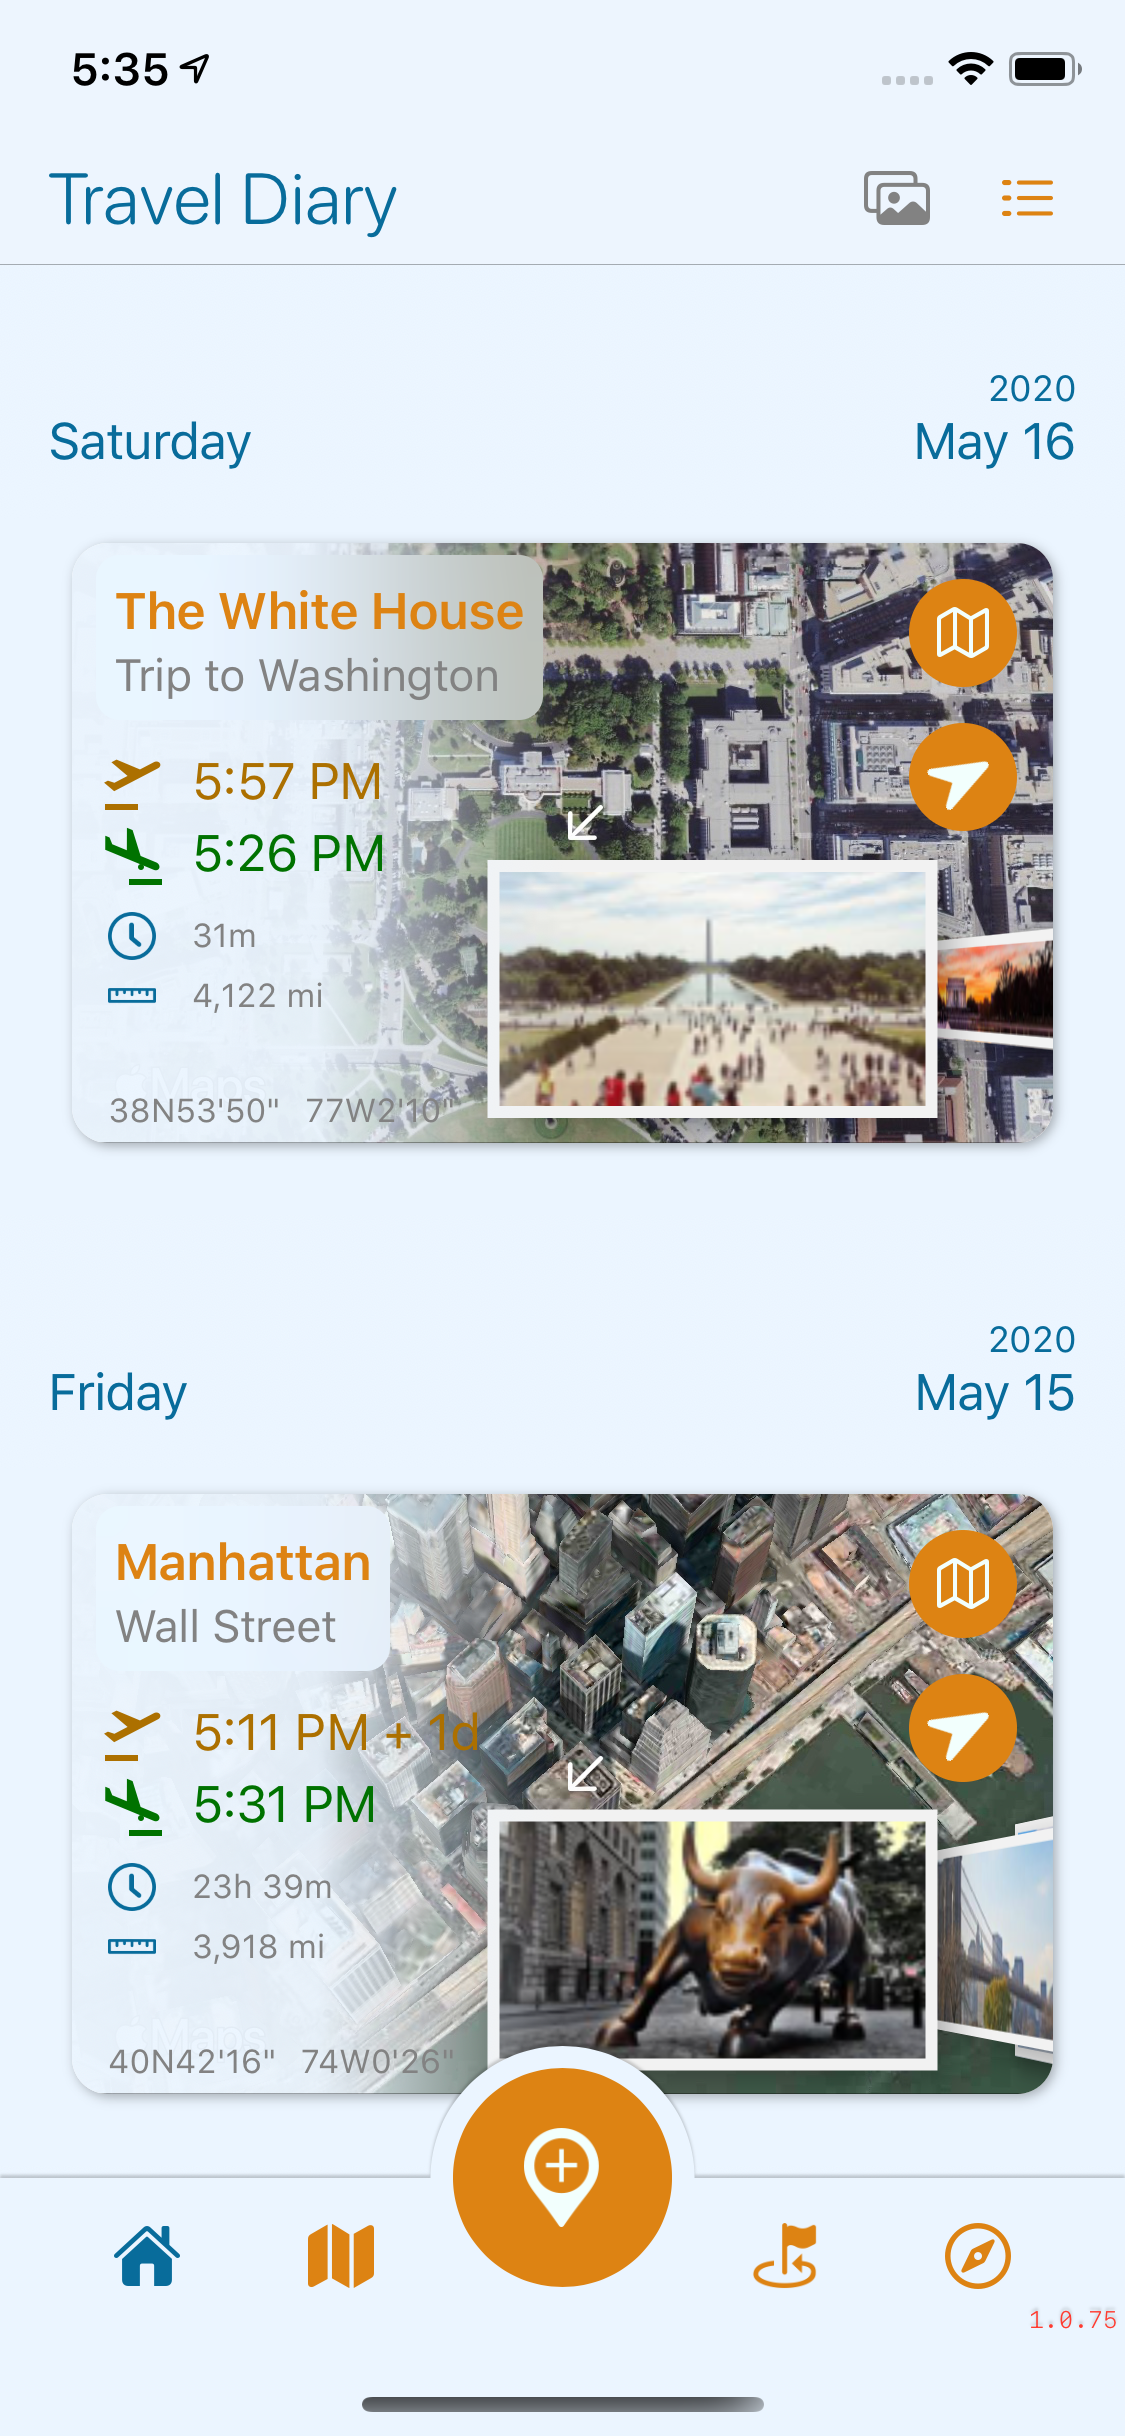 5:35
Travel Diary
2020
Saturday May 16
The White House
Trip to Washington
5:57 PM
5:26 PM
31m
4,122 mi
Maps
38N53'50" 77W2'10"
2020
Friday May 15
Manhattan
Wall Street
5:11 PM + 1d
5:31 PM
23h 39m
3,918 mi
Maps
40N42'16" 74W0'26"
1.0.75